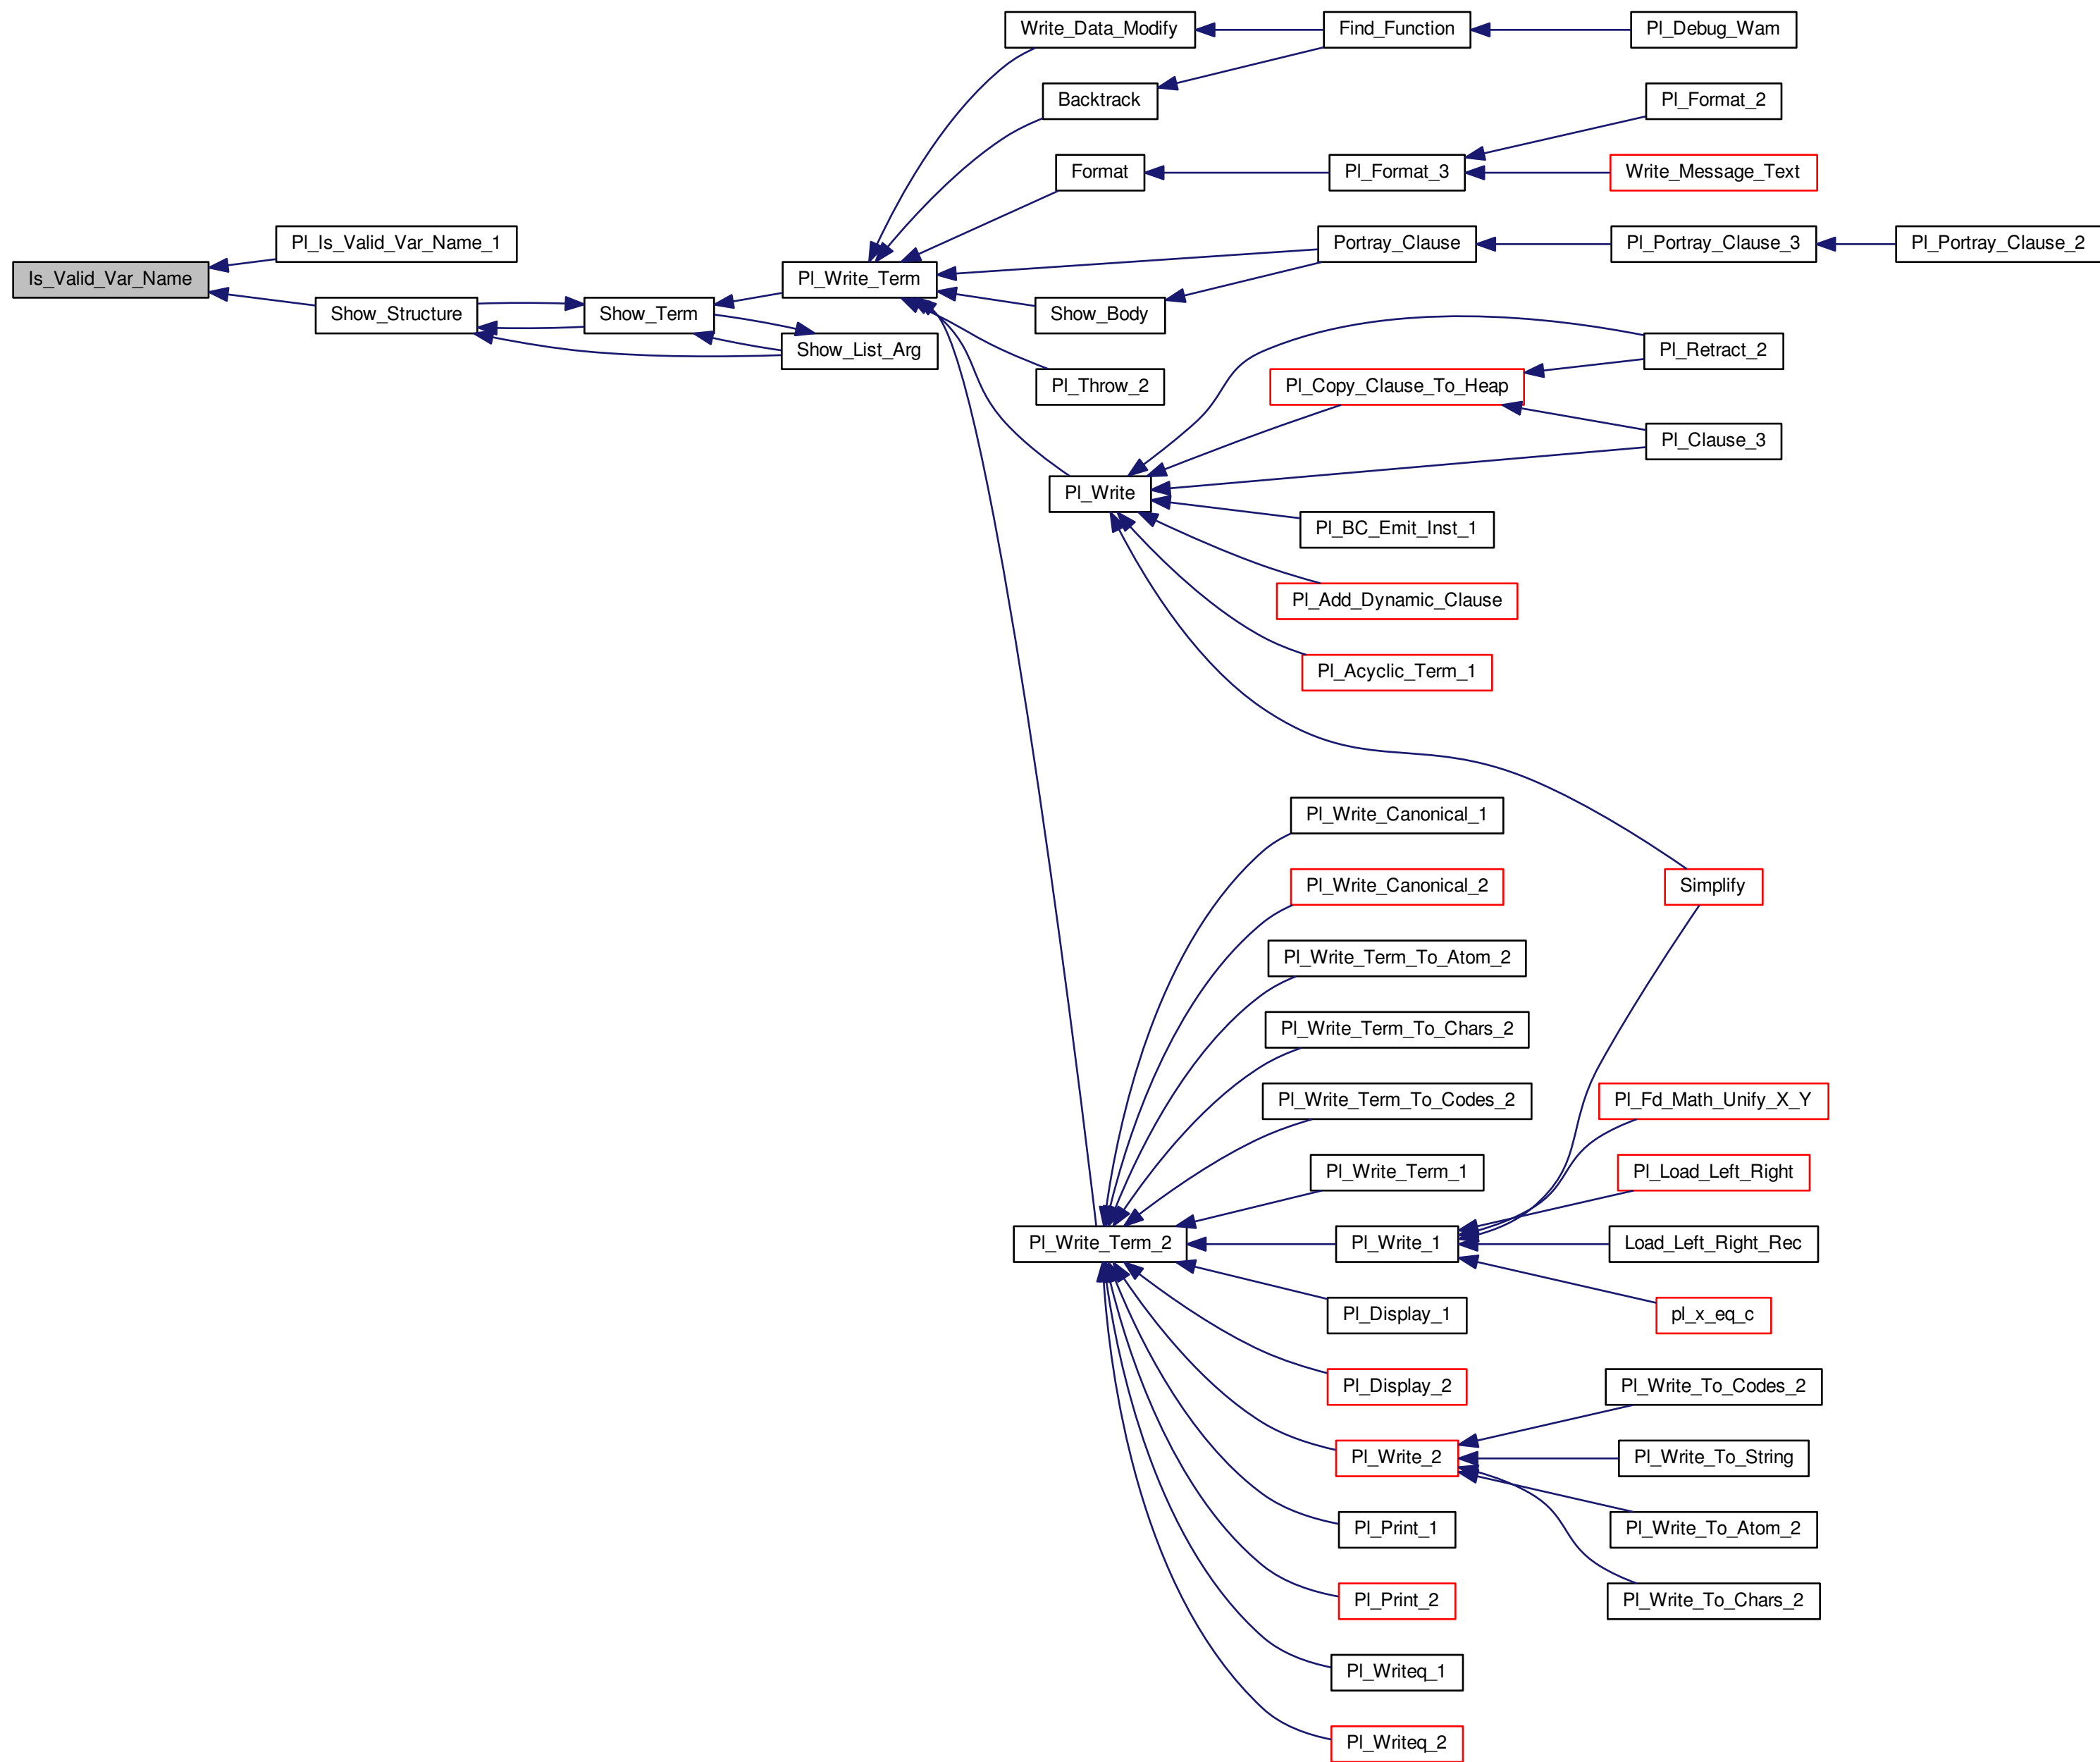 Write_Data_Modify
Find_Function
Pl_Debug_Wam
Backtrack
Pl_Format_2
Format
Pl_Format_3
Write_Message_Text
Pl_Is_Valid_Var_Name_1
Portray_Clause
Pl_Portray_Clause_3
Pl_Portray_Clause_2
Is_Valid_Var_Name
Pl_Write_Term
Show_Structure
Show_Term
Show_Body
Show_List_Arg
Pl_Retract_2
Pl_Throw_2
Pl_Copy_Clause_To_Heap
Pl_Clause_3
Pl_Write
Pl_BC_Emit_Inst_1
Pl_Add_Dynamic_Clause
Pl_Acyclic_Term_1
Pl_Write_Canonical_1
Pl_Write_Canonical_2
Simplify
Pl_Write_Term_To_Atom_2
Pl_Write_Term_To_Chars_2
Pl_Write_Term_To_Codes_2
Pl_Fd_Math_Unify_X_Y
Pl_Write_Term_1
Pl_Load_Left_Right
Pl_Write_Term_2
Pl_Write_1
Load_Left_Right_Rec
Pl_Display_1
pl_x_eq_c
Pl_Display_2
Pl_Write_To_Codes_2
Pl_Write_2
Pl_Write_To_String
Pl_Print_1
Pl_Write_To_Atom_2
Pl_Print_2
Pl_Write_To_Chars_2
Pl_Writeq_1
Pl_Writeq_2